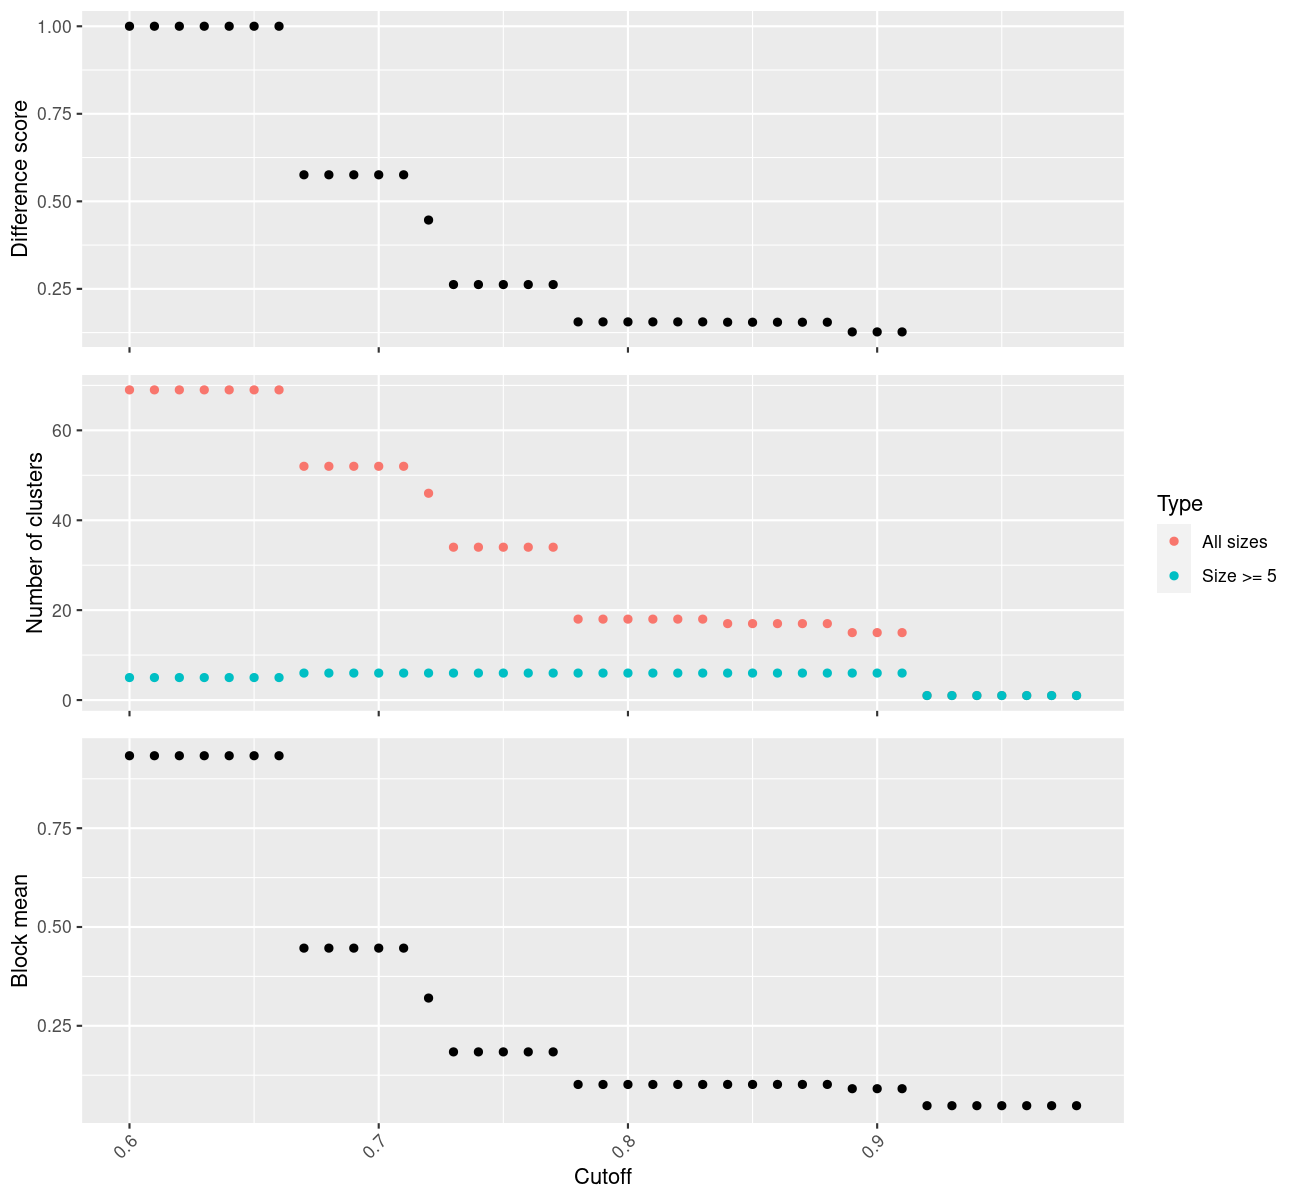 1.00
0.75
0.50
0.25
Difference score
60
40
20
0
Number of clusters
Type
All sizes
Size >= 5
0.75
0.50
0.25
Block mean
0.6 0.7 0.8 0.9
Cutoff